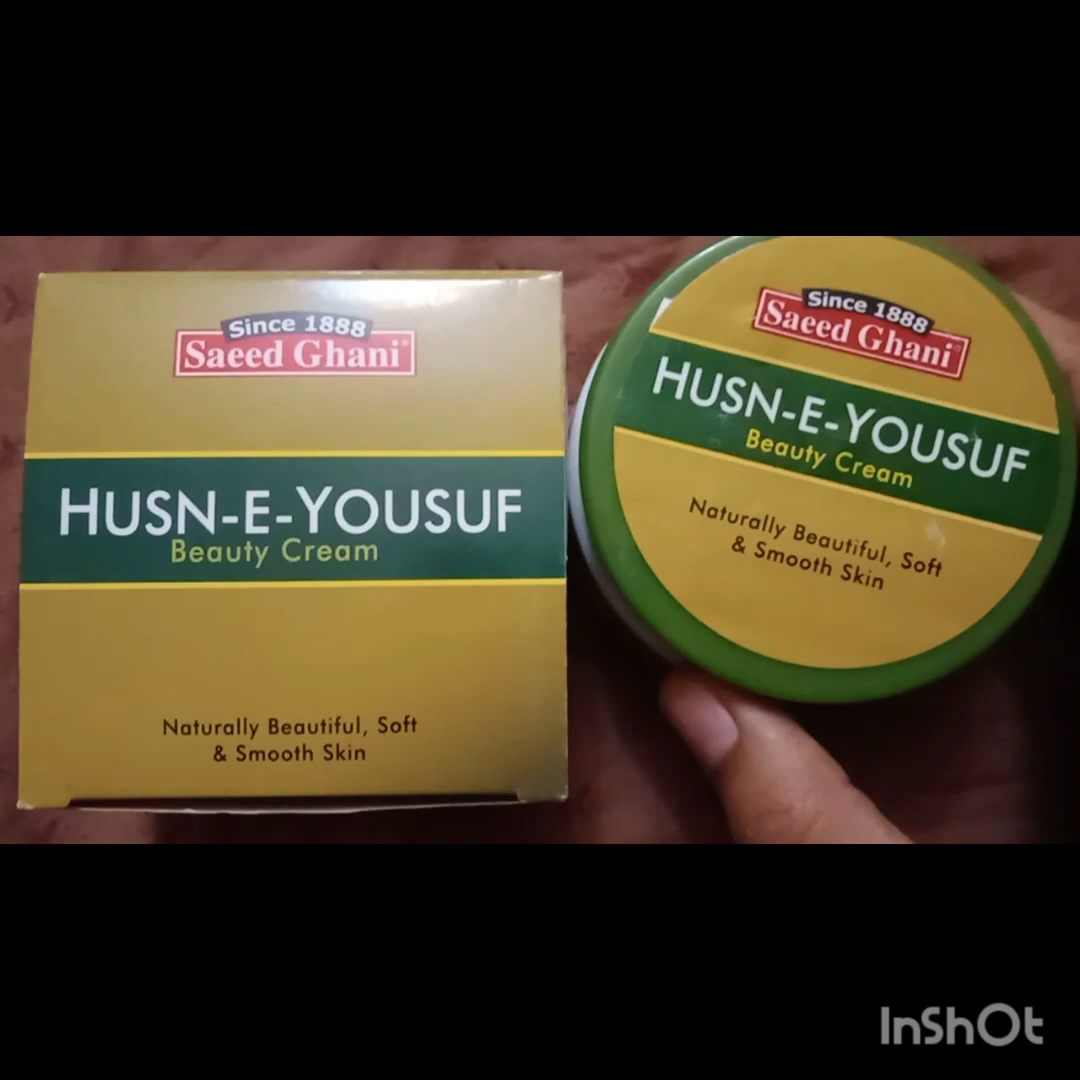 Since 1888
Saeed Ghani
HUSN-E-YOUSUF
Beauty Cream
Naturally Beautiful, Soft
& Smooth Skin
Since 1888
Saeed Ghani
HUSN-E-YOUSUF
Beauty Cream
Naturally Beautiful, Soft
& Smooth Skin
InShOt